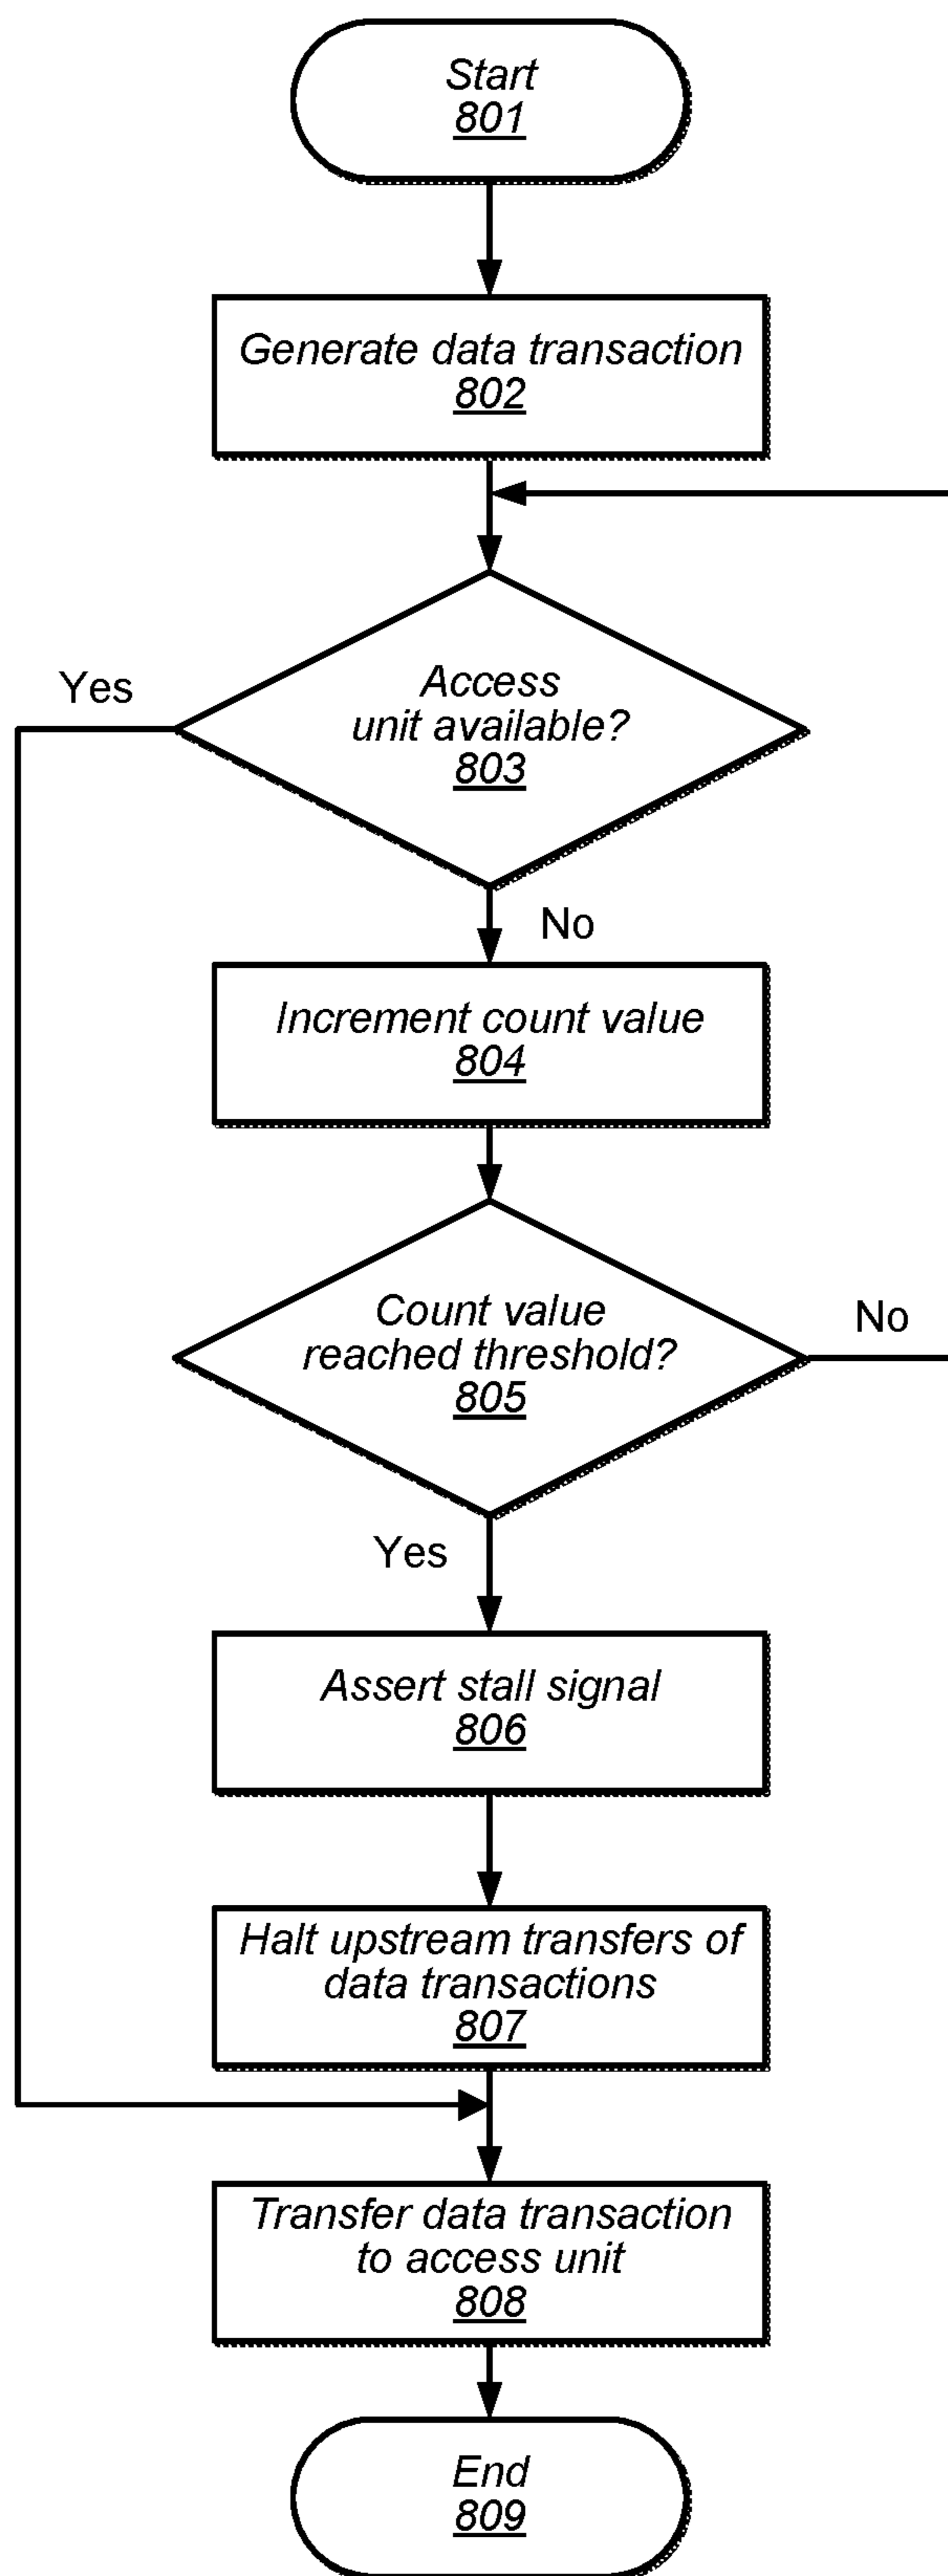 Start
801
Generate data transaction
802
Yes
Access
unit available?
803
No
Increment count value
804
Count value
reached threshold?
805
No
Yes
Assert stall signal
806
Halt upstream transfers of
data transactions
807
Transfer data transaction
to access unit
808
End
809